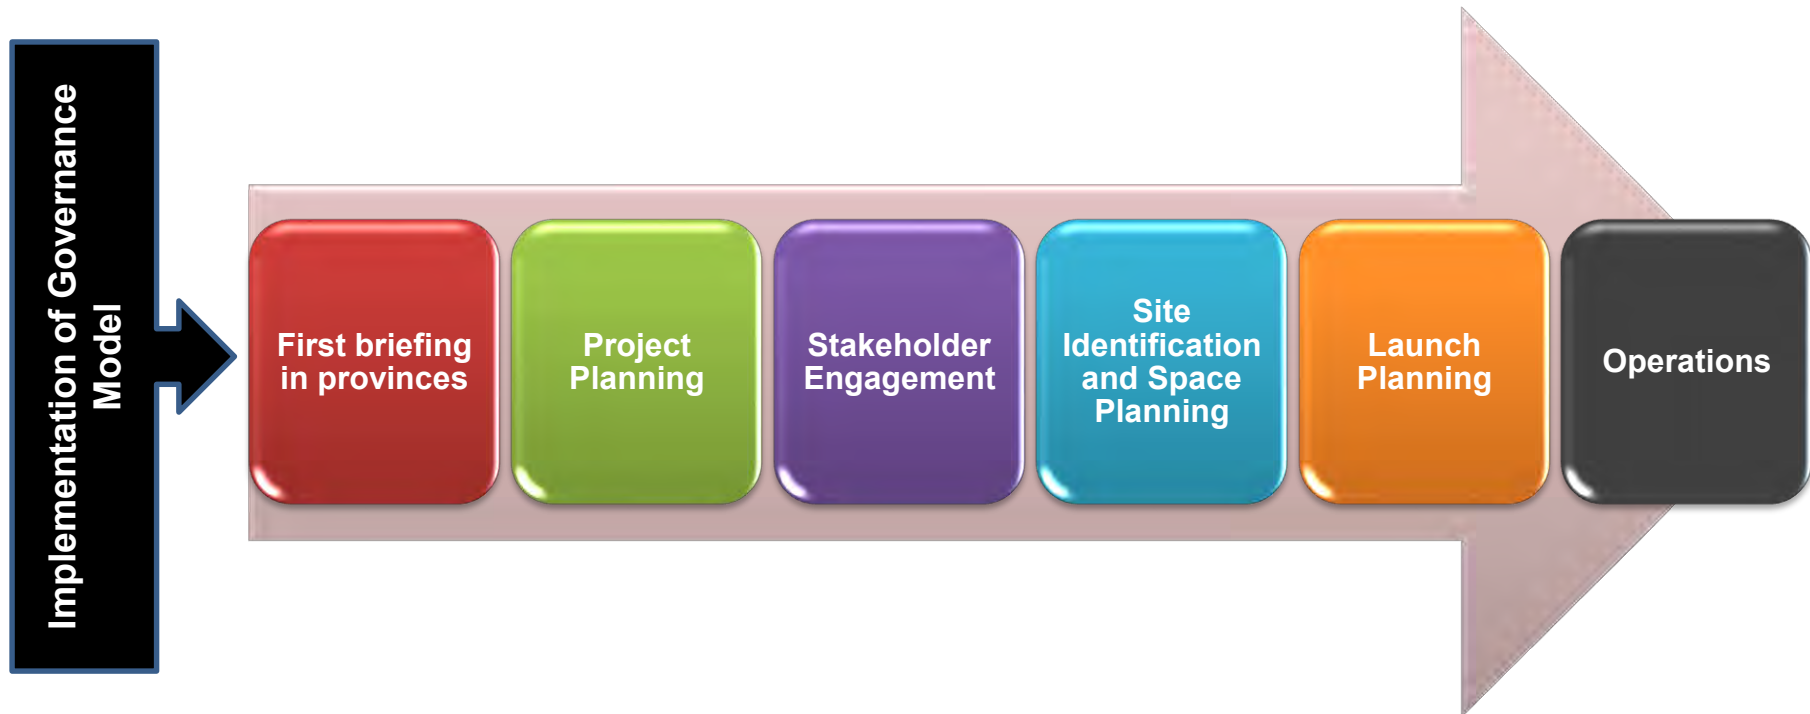 Implementation of Governance
Model
First briefing
in provinces
Project
Planning
Stakeholder
Engagement
Site
Identification
and Space
Planning
Launch
Planning
Operations